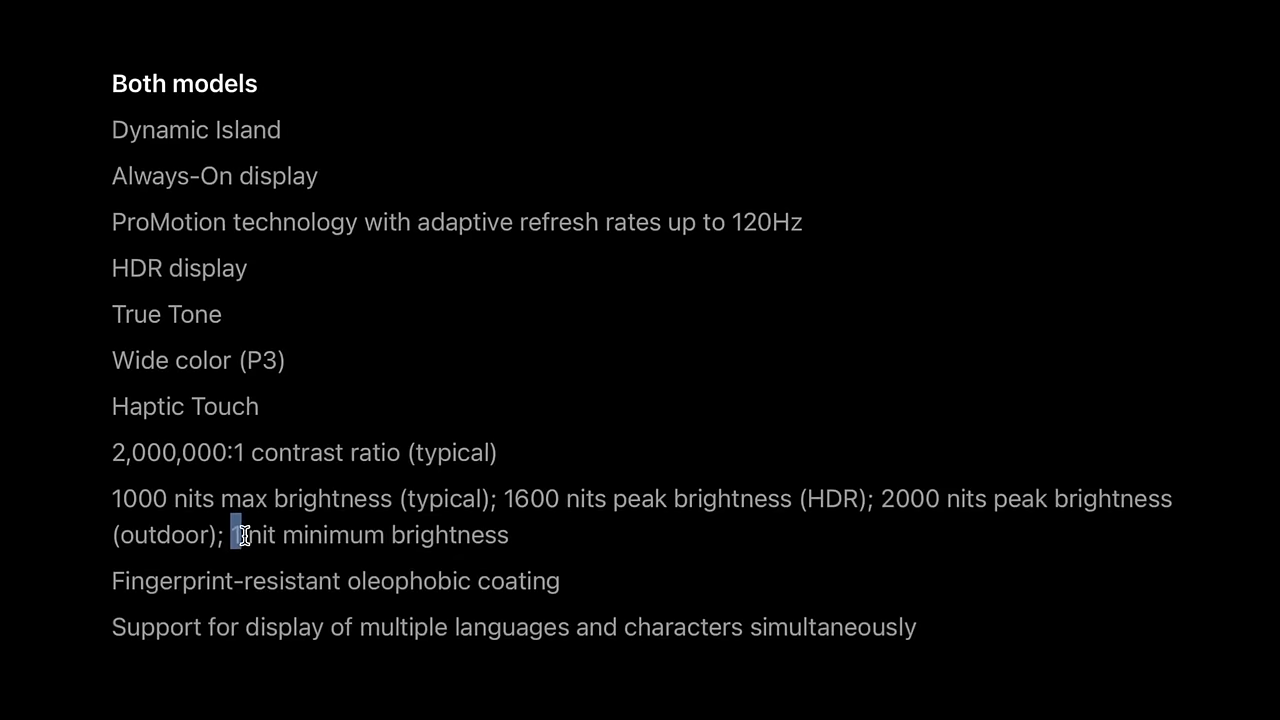 Both models
Dynamic Island
Always-On display
ProMotion technology with adaptive refresh rates up to 120Hz
HDR display
True Tone
Wide color (P3)
Haptic Touch
2,000,000:1 contrast ratio (typical)
1000 nits max brightness (typical); 1600 nits peak brightness (HDR); 2000 nits peak brightness
(outdoor); 1 nit minimum brightness
Fingerprint-resistant oleophobic coating
Support for display of multiple languages and characters simultaneously